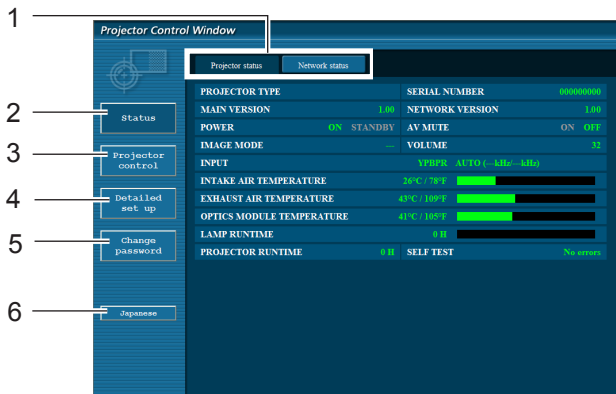 1
Projector Control Window
Projector status Network status
PROJECTOR TYPE SERIAL NUMBER 000000000
2 Status MAIN VERSION 1.00 NETWORK VERSION 1.00
POWER ON STANDBY AV MUTE ON OFF
3 Projector control IMAGE MODE --- VOLUME 32
INPUT YPBPR AUTO (---kHz/---kHz)
INTAKE AIR TEMPERATURE 26°C / 78°F
4 Detailed set up EXHAUST AIR TEMPERATURE 43°C / 109°F
OPTICS MODULE TEMPERATURE 41°C / 105°F
LAMP RUNTIME 0 H
5 Change password PROJECTOR RUNTIME 0 H SELF TEST No errors
6 Japanese